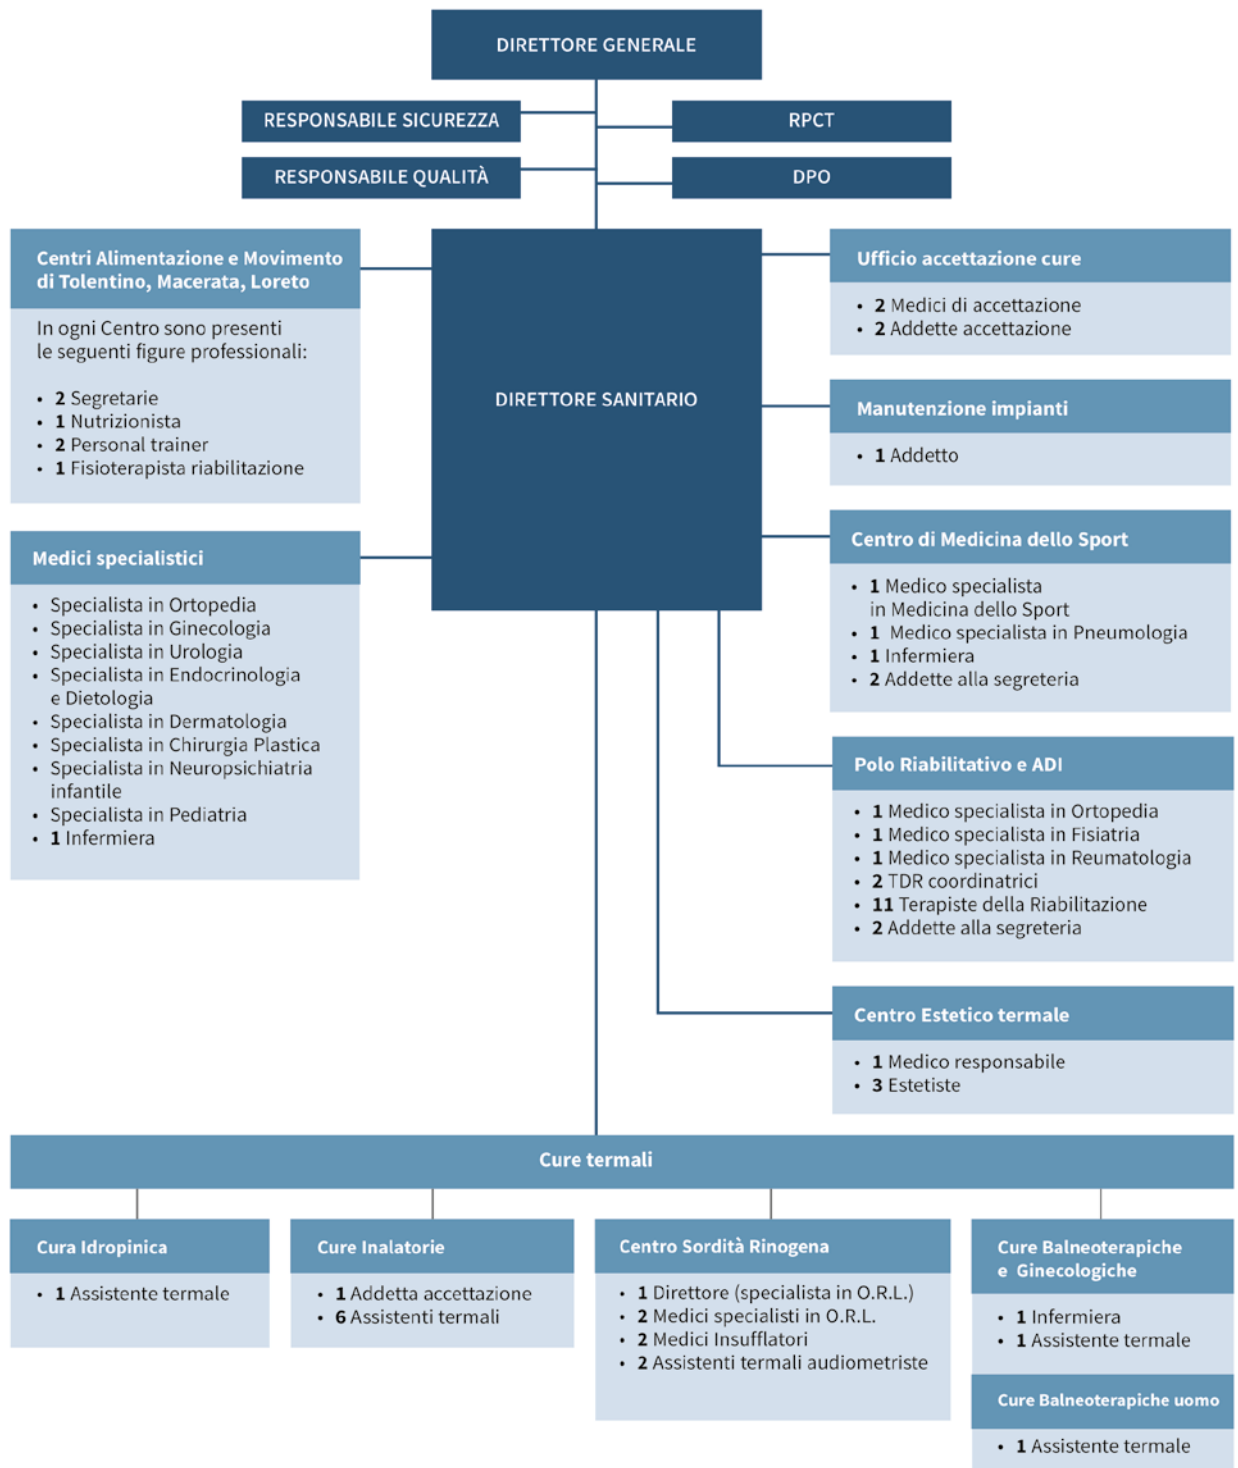 DIRETTORE GENERALE
RESPONSABILE SICUREZZA
RPCT
RESPONSABILE QUALITÀ
DPO
Centri Alimentazione e Movimento
di Tolentino, Macerata, Loreto
In ogni Centro sono presenti
le seguenti figure professionali:
• 2 Segretarie
• 1 Nutrizionista
• 2 Personal trainer
• 1 Fisioterapista riabilitazione
Medici specialistici
• Specialista in Ortopedia
• Specialista in Ginecologia
• Specialista in Urologia
• Specialista in Endocrinologia
e Dietologia
• Specialista in Dermatologia
• Specialista in Chirurgia Plastica
• Specialista in Neuropsichiatria
infantile
• Specialista in Pediatria
• 1 Infermiera
DIRETTORE SANITARIO
Ufficio accettazione cure
• 2 Medici di accettazione
• 2 Addette accettazione
Manutenzione impianti
• 1 Addetto
Centro di Medicina dello Sport
• 1 Medico specialista
in Medicina dello Sport
• 1 Medico specialista in Pneumologia
• 1 Infermiera
• 2 Addette alla segreteria
Polo Riabilitativo e ADI
• 1 Medico specialista in Ortopedia
• 1 Medico specialista in Fisiatria
• 1 Medico specialista in Reumatologia
• 2 TDR coordinatrici
• 11 Terapiste della Riabilitazione
• 2 Addette alla segreteria
Centro Estetico termale
• 1 Medico responsabile
• 3 Estetiste
Cure termali
Cura Idropinica
• 1 Assistente termale
Cure Inalatorie
• 1 Addetta accettazione
• 6 Assistenti termali
Centro Sordità Rinogena
• 1 Direttore (specialista in O.R.L.)
• 2 Medici specialisti in O.R.L.
• 2 Medici Insufflatori
• 2 Assistenti termali audiometriste
Cure Balneoterapiche
e Ginecologiche
• 1 Infermiera
• 1 Assistente termale
Cure Balneoterapiche uomo
• 1 Assistente termale